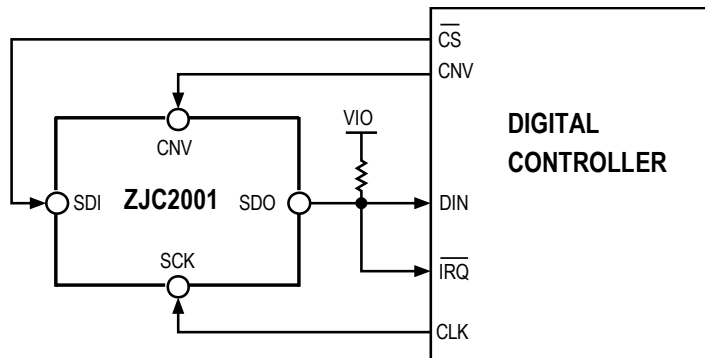 CS
CNV
VIO
DIGITAL
CONTROLLER
CNV
SDI
ZJC2001
SDO
DIN
SCK
IRQ
CLK